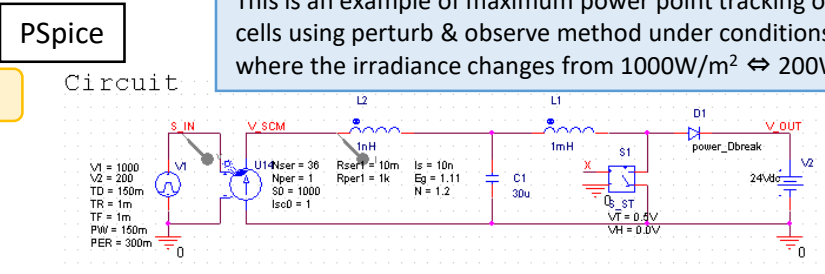 This is an example of maximum power point tracking o
cells using perturb & observe method under conditions
where the irradiance changes from 1000W/m² ⇔ 200W
PSpice
Circuit
S_IN
V_SCM
L2
1nH
L1
1mH
D1
power_Dbreak
V_OUT
V1 = 1000
V2 = 200
TD = 150m
TR = 1m
TF = 1m
PW = 150m
PER = 300m
V1
U14
Nser = 36
Nper = 1
S0 = 1000
Isc0 = 1
Rser1 = 10m
Rper1 = 1k
Is = 10n
Eg = 1.11
N = 1.2
C1
30u
X
S1
S_ST
VT = 0.5V
VH = 0.0V
V2
24Vdc
0
0
0